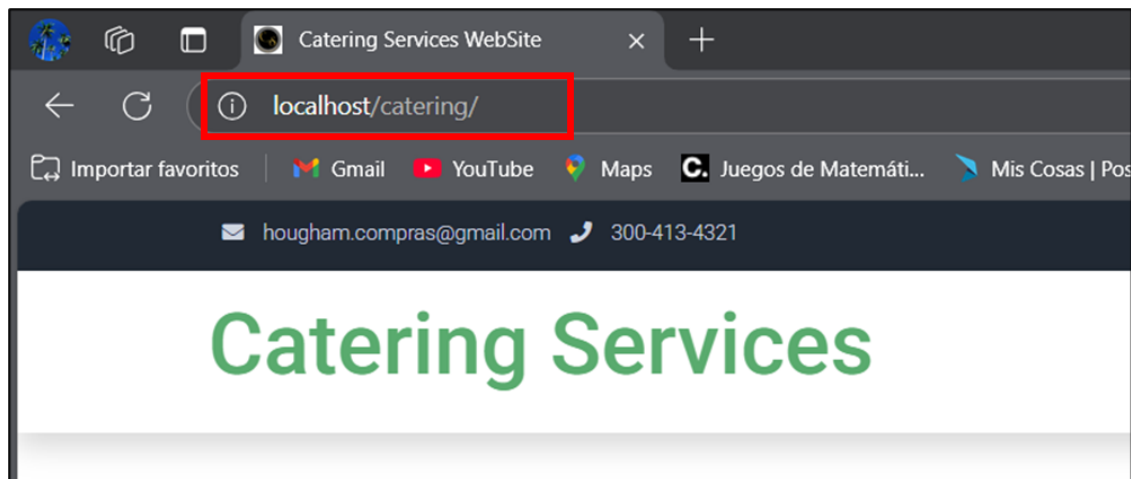 Catering Services WebSite
localhost/catering/
Importar favoritos Gmail YouTube Maps C. Juegos de Matemáti... Mis Cosas | Pos
hougham.compras@gmail.com 300-413-4321
Catering Services